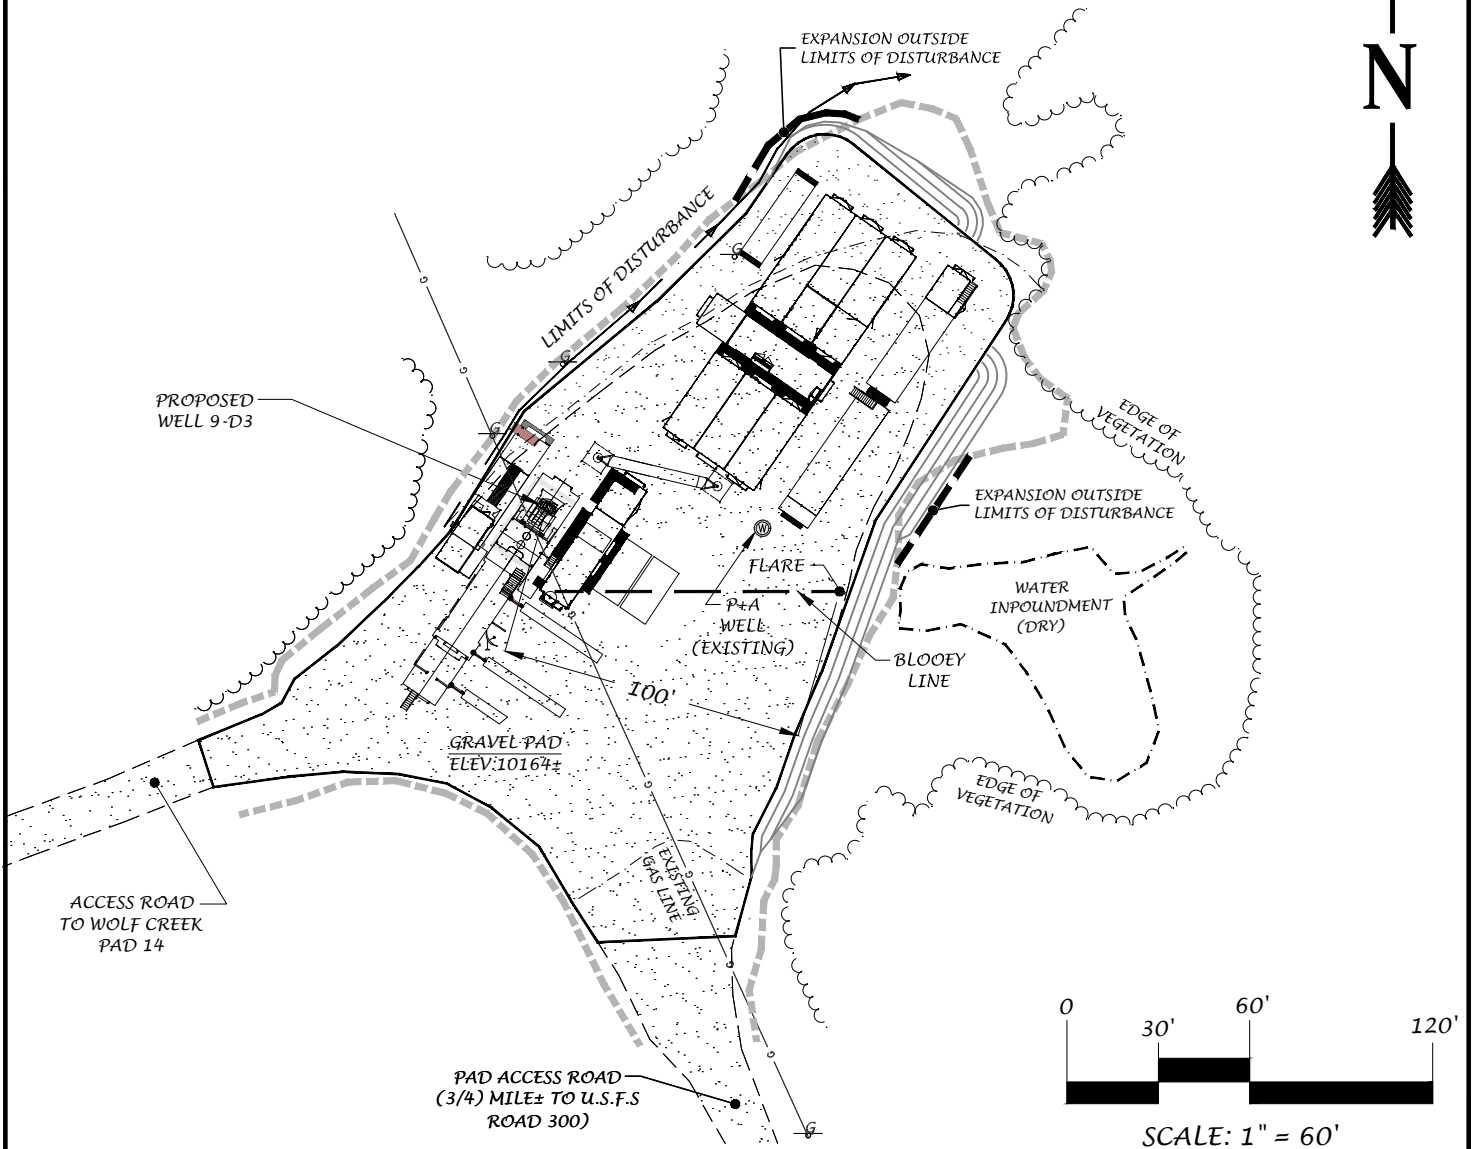 EXPANSION OUTSIDE
LIMITS OF DISTURBANCE
N
LIMITS OF DISTURBANCE
G
G
G
G
G
G
PROPOSED
WELL 9-D3
EDGE OF
VEGETATION
EXPANSION OUTSIDE
LIMITS OF DISTURBANCE
W
FLARE
WATER
INPOUNDMENT
(DRY)
P+A
WELL
(EXISTING)
G
BLOOEY
LINE
100'
GRAVEL PAD
ELEV:10164±
G
EDGE OF
VEGETATION
EXISTING
GAS LINE
G
ACCESS ROAD
TO WOLF CREEK
PAD 14
G
0
30'
60'
120'
G
PAD ACCESS ROAD
(3/4) MILE± TO U.S.F.S
ROAD 300)
G
SCALE: 1" = 60'